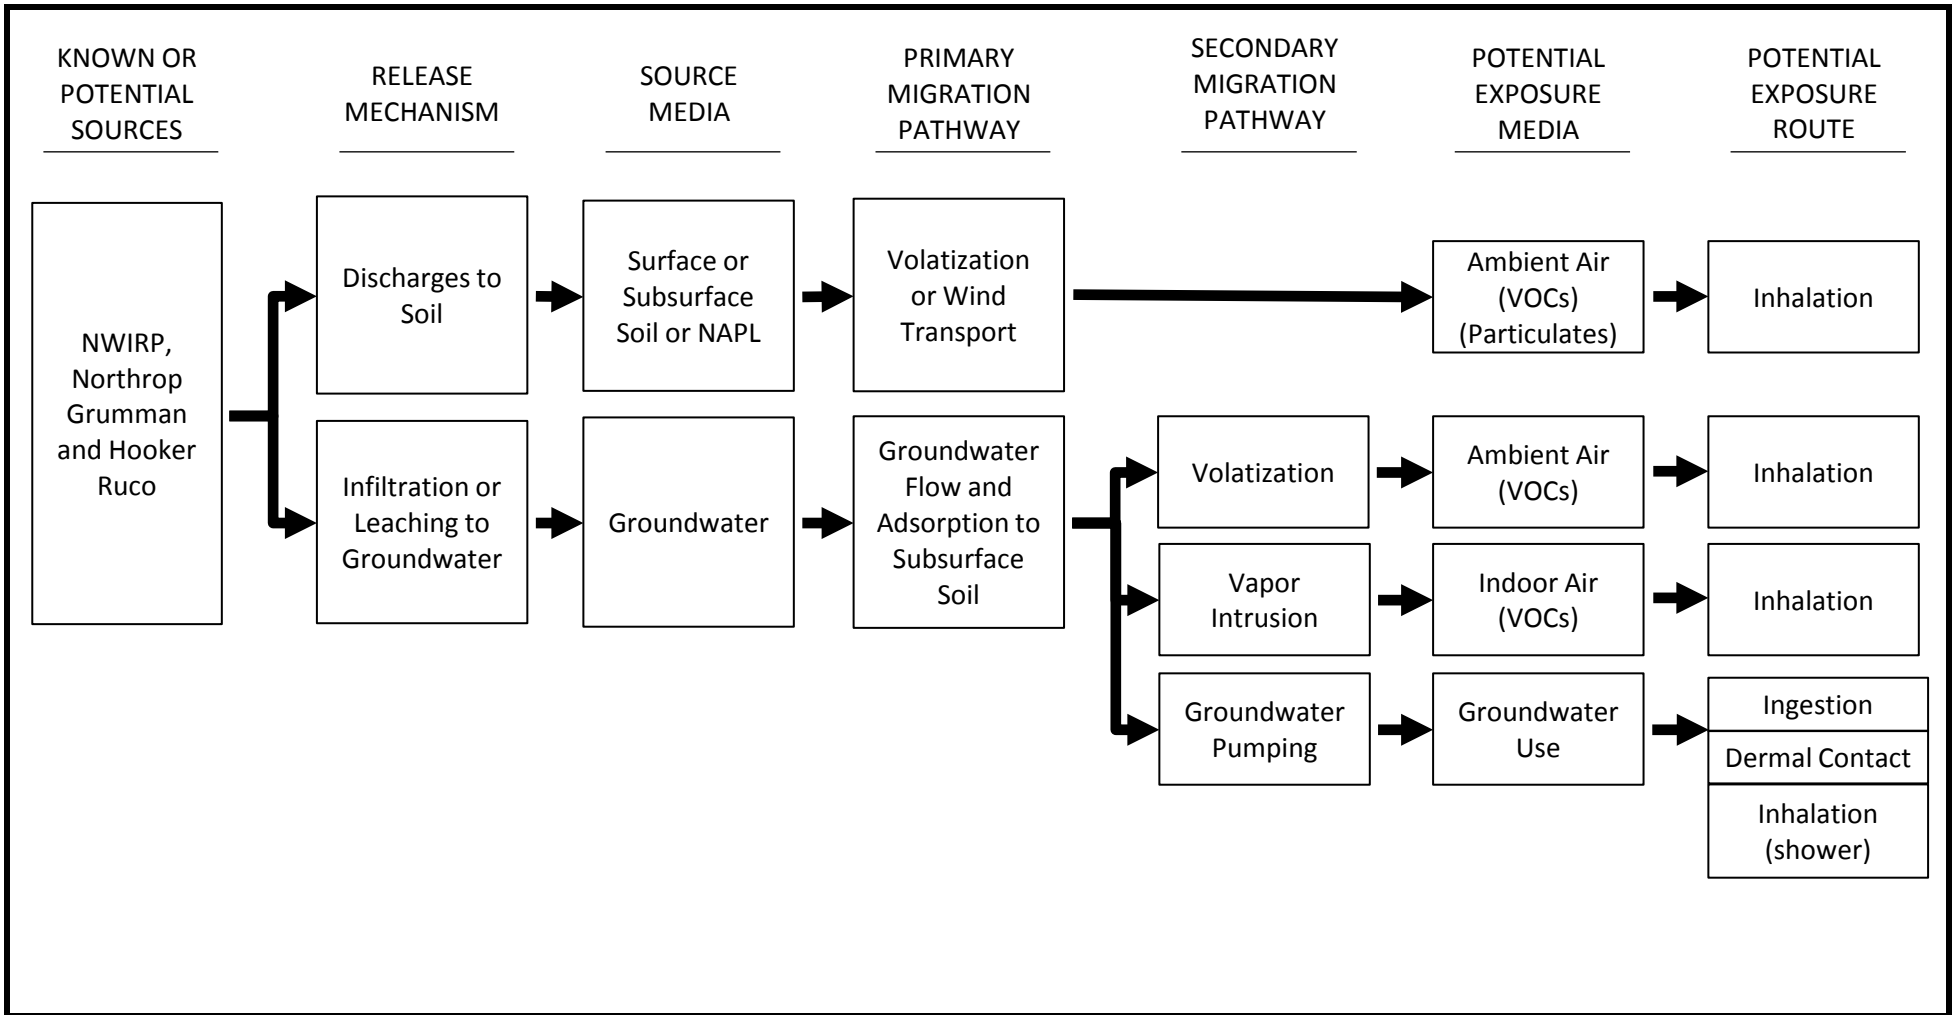 KNOWN OR
POTENTIAL
SOURCES
RELEASE
MECHANISM
SOURCE
MEDIA
PRIMARY
MIGRATION
PATHWAY
SECONDARY
MIGRATION
PATHWAY
POTENTIAL
EXPOSURE
MEDIA
POTENTIAL
EXPOSURE
ROUTE
NWIRP,
Northrop
Grumman
and Hooker
Ruco
Discharges to
Soil
Surface or
Subsurface
Soil or NAPL
Volatization
or Wind
Transport
Ambient Air
(VOCs)
(Particulates)
Inhalation
Infiltration or
Leaching to
Groundwater
Groundwater
Groundwater
Flow and
Adsorption to
Subsurface
Soil
Volatization
Ambient Air
(VOCs)
Inhalation
Vapor
Intrusion
Indoor Air
(VOCs)
Inhalation
Groundwater
Pumping
Groundwater
Use
Ingestion
Dermal Contact
Inhalation
(shower)